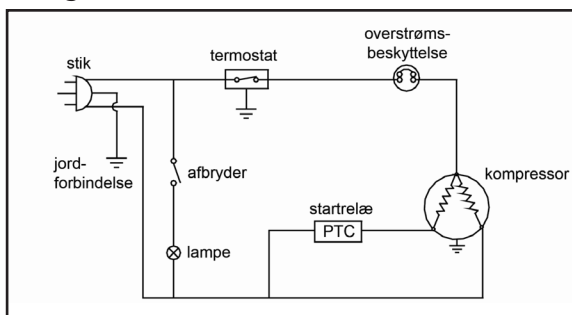 overstrøms-
beskyttelse
termostat
stik
jord-
forbindelse
afbryder
kompressor
startrelæ
PTC
lampe